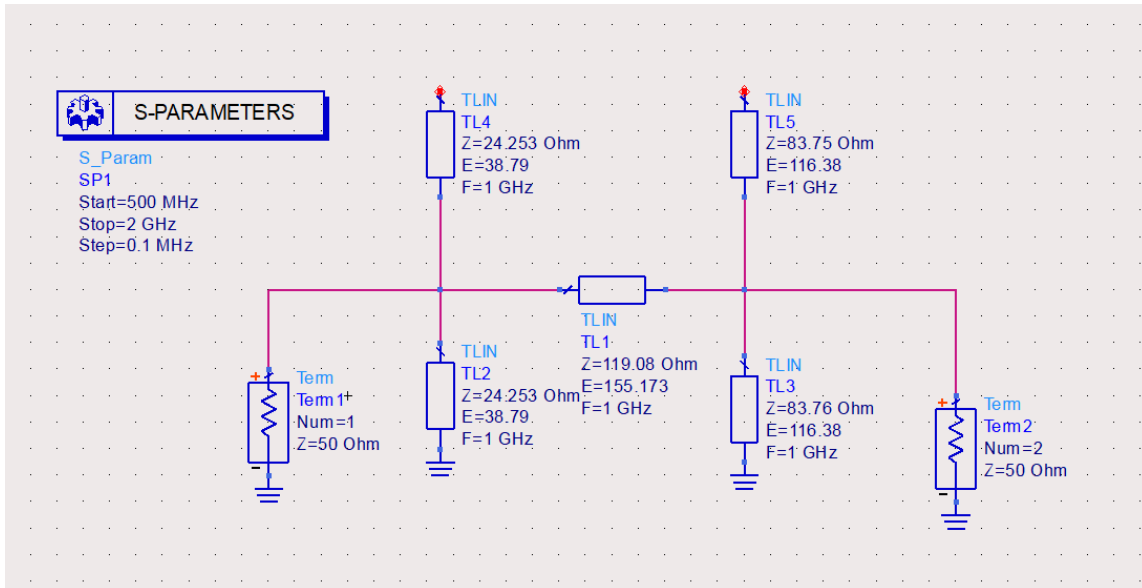 S-PARAMETERS
S_Param
SP1
Start=500 MHz
Stop=2 GHz
Step=0.1 MHz
TLIN
TL4
Z=24.253 Ohm
E=38.79
F=1 GHz
TLIN
TL5
Z=83.75 Ohm
E=116.38
F=1 GHz
TLIN
TL1
Z=119.08 Ohm
E=155.173
F=1 GHz
TLIN
TL2
Z=24.253 Ohm
E=38.79
F=1 GHz
TLIN
TL3
Z=83.76 Ohm
E=116.38
F=1 GHz
+
Term
Term1
Num=1
Z=50 Ohm
-
+
Term
Term2
Num=2
Z=50 Ohm
-